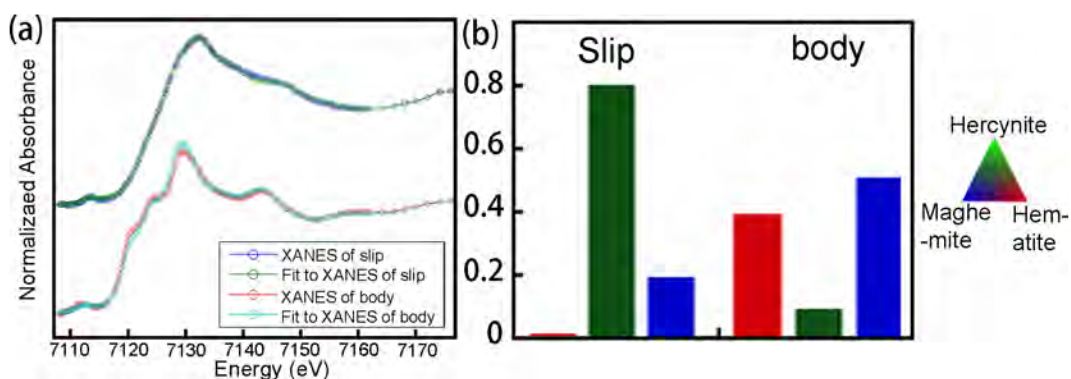 (a)
Normalizaed Absorbance
XANES of slip
Fit to XANES of slip
XANES of body
Fit to XANES of body
7110 7120 7130 7140 7150 7160 7170
Energy (eV)
(b)
Slip body
0.8
0.6
0.4
0.2
0
Hercynite
Maghe Hem-
-mite atite